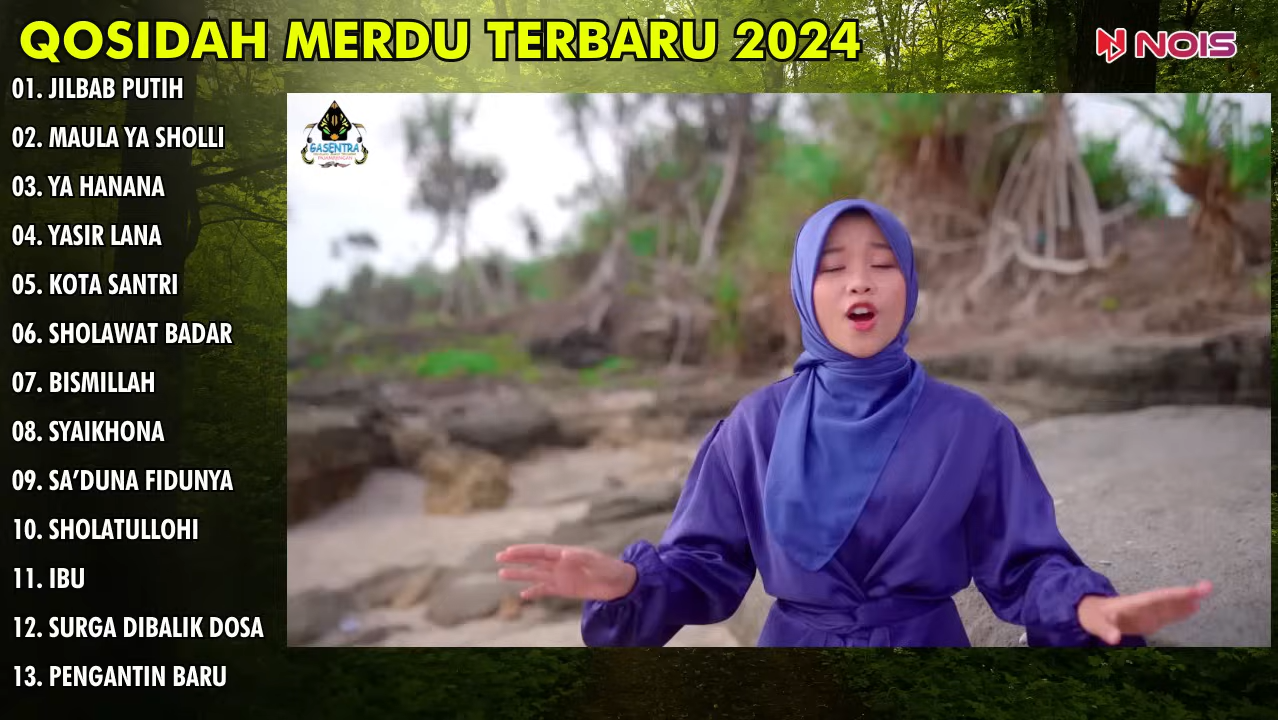 QOSIDAH MERDU TERBARU 2024
NOIS
01. JILBAB PUTIH
02. MAULA YA SHOLLI
03. YA HANANA
04. YASIR LANA
05. KOTA SANTRI
06. SHOLAWAT BADAR
07. BISMILLAH
08. SYAIKHONA
09. SA’DUNA FIDUNYA
10. SHOLATULLOHI
11. IBU
12. SURGA DIBALIK DOSA
13. PENGANTIN BARU
GASENTRA